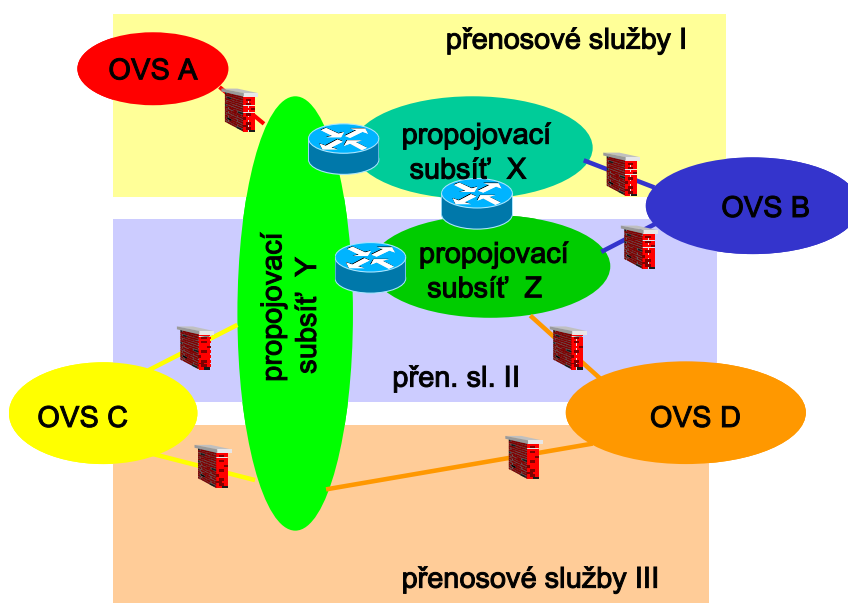 přenosové služby I
OVS A
propojovací
subsíť X
OVS B
propojovací
subsíť Y
propojovací
subsíť Z
přen. sl. II
OVS C
OVS D
přenosové služby III